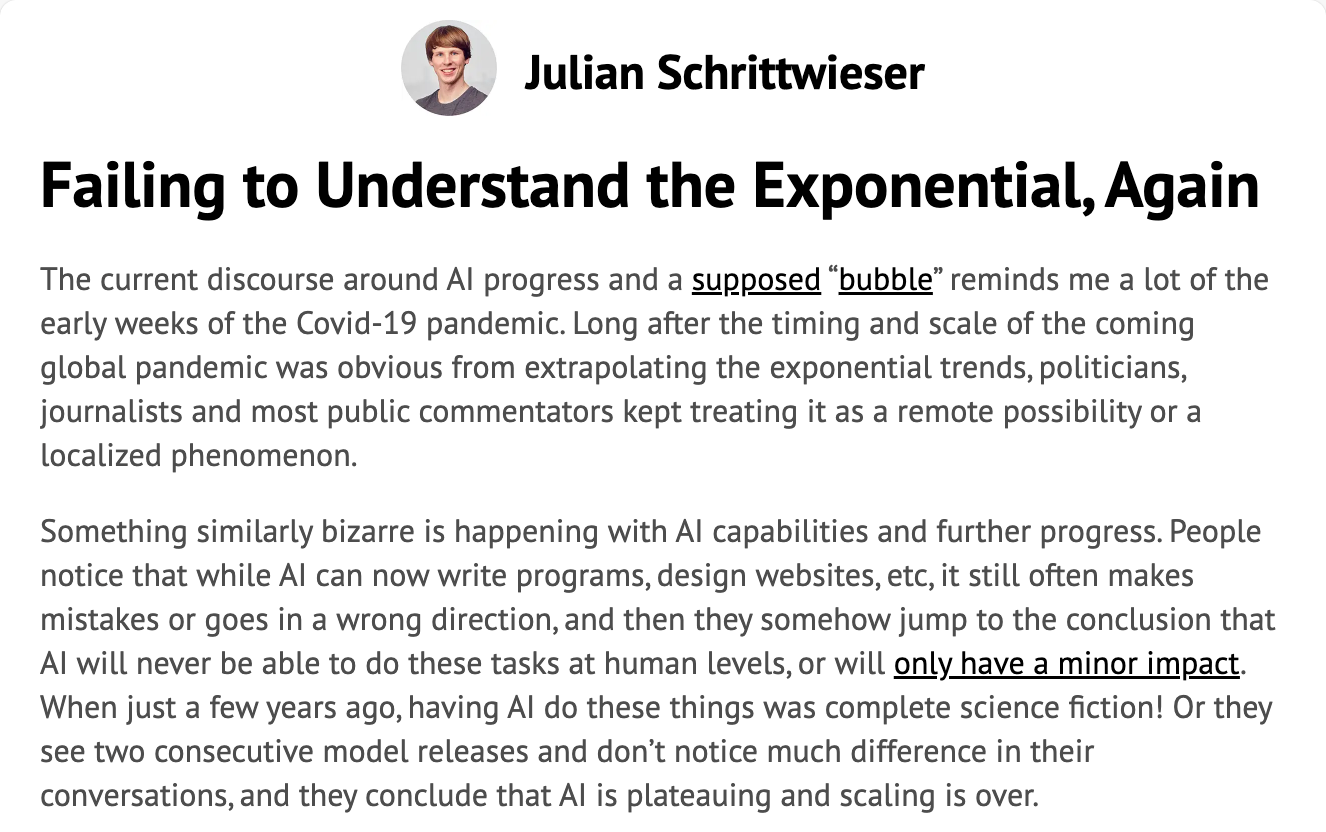 Julian Schrittwieser
Failing to Understand the Exponential, Again
The current discourse around AI progress and a supposed “bubble” reminds me a lot of the
early weeks of the Covid-19 pandemic. Long after the timing and scale of the coming
global pandemic was obvious from extrapolating the exponential trends, politicians,
journalists and most public commentators kept treating it as a remote possibility or a
localized phenomenon.
Something similarly bizarre is happening with AI capabilities and further progress. People
notice that while AI can now write programs, design websites, etc, it still often makes
mistakes or goes in a wrong direction, and then they somehow jump to the conclusion that
AI will never be able to do these tasks at human levels, or will only have a minor impact.
When just a few years ago, having AI do these things was complete science fiction! Or they
see two consecutive model releases and don’t notice much difference in their
conversations, and they conclude that AI is plateauing and scaling is over.